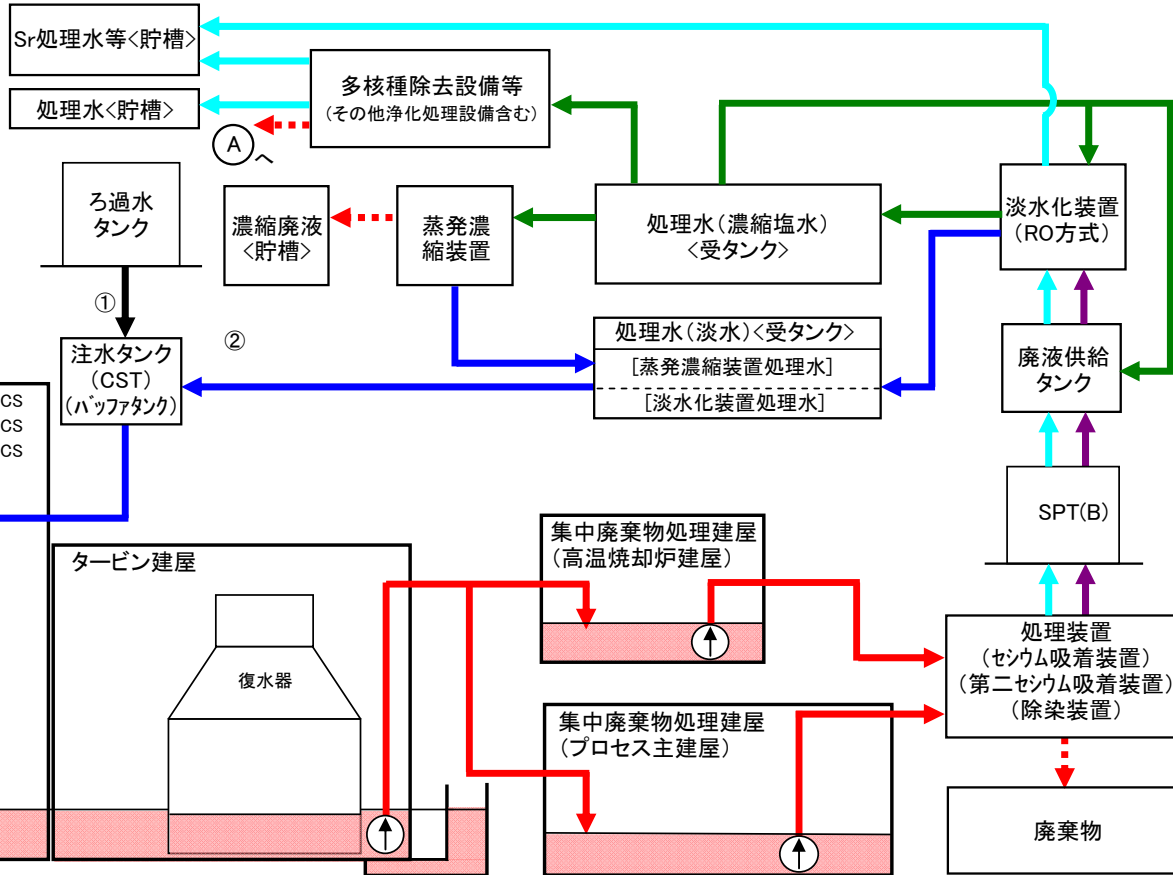 Sr処理水等<貯槽>
処理水<貯槽>
多核種除去設備等
(その他浄化処理設備含む)
A
へ
ろ過水
タンク
濃縮廃液
<貯槽>
蒸発濃
縮装置
処理水(濃縮塩水)
<受タンク>
淡水化装置
(RO方式)
①
②
注水タンク
(CST)
(バッファタンク)
処理水(淡水)<受タンク>
[蒸発濃縮装置処理水]
[淡水化装置処理水]
廃液供給
タンク
CS
CS
CS
SPT(B)
タービン建屋
復水器
集中廃棄物処理建屋
(高温焼却炉建屋)
集中廃棄物処理建屋
(プロセス主建屋)
処理装置
(セシウム吸着装置)
(第二セシウム吸着装置)
(除染装置)
廃棄物